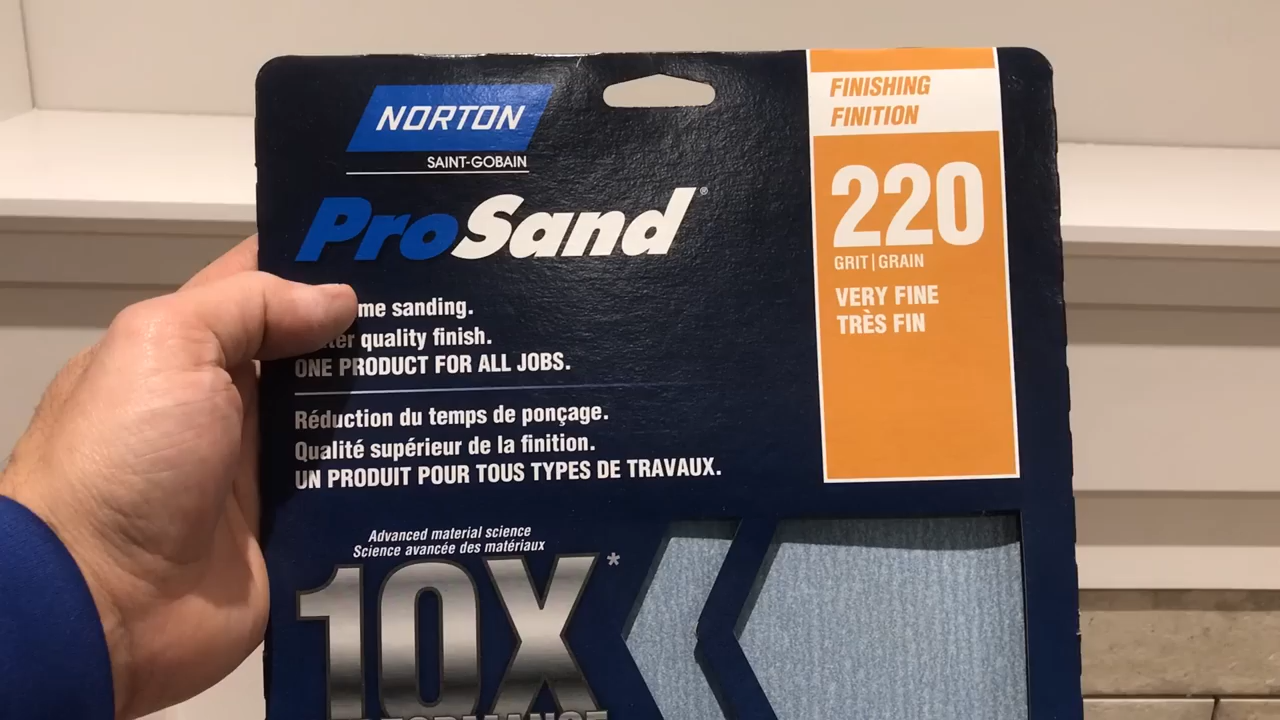 NORTON
SAINT-GOBAIN
ProSand®
me sanding.
er quality finish.
ONE PRODUCT FOR ALL JOBS.
Réduction du temps de ponçage.
Qualité supérieur de la finition.
UN PRODUIT POUR TOUS TYPES DE TRAVAUX.
Advanced material science
Science avancée des matériaux
10X*
FINISHING
FINITION
220
GRIT|GRAIN
VERY FINE
TRÈS FIN